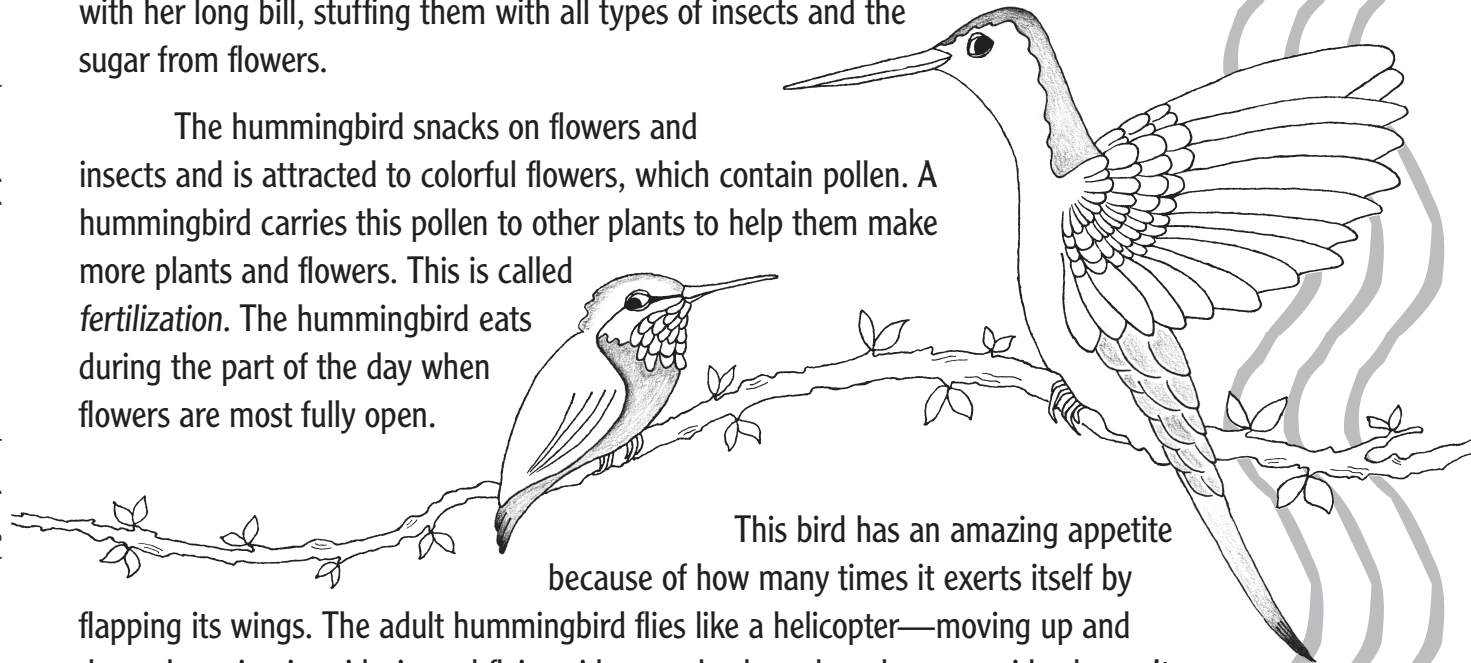 with her long bill, stuffing them with all types of insects and the
sugar from flowers.
The hummingbird snacks on flowers and
insects and is attracted to colorful flowers, which contain pollen. A
hummingbird carries this pollen to other plants to help them make
more plants and flowers. This is called
fertilization. The hummingbird eats
during the part of the day when
flowers are most fully open.
This bird has an amazing appetite
because of how many times it exerts itself by
flapping its wings. The adult hummingbird flies like a helicopter—moving up and